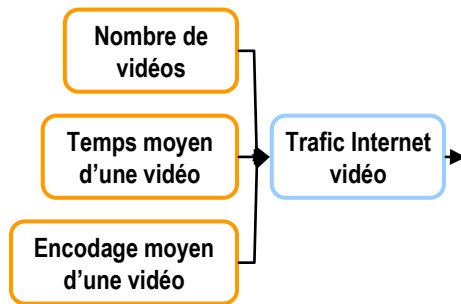 Nombre de
vidéos
Temps moyen
d'une vidéo
Encodage moyen
d'une vidéo
Trafic Internet
vidéo